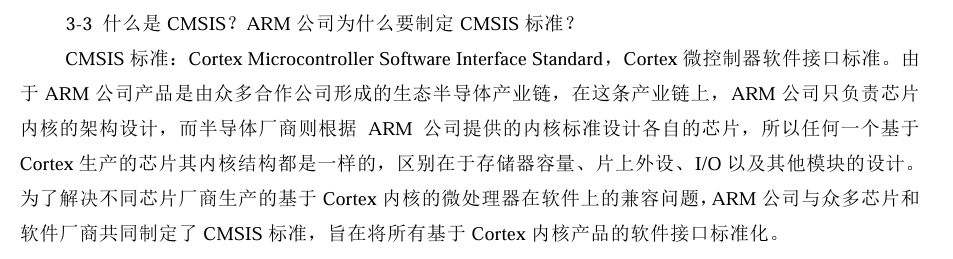 3-3 什么是 CMSIS？ARM 公司为什么要制定 CMSIS 标准？
CMSIS 标准：Cortex Microcontroller Software Interface Standard，Cortex 微控制器软件接口标准。由
于 ARM 公司产品是由众多合作公司形成的生态半导体产业链，在这条产业链上，ARM 公司只负责芯片
内核的架构设计，而半导体厂商则根据 ARM 公司提供的内核标准设计各自的芯片，所以任何一个基于
Cortex 生产的芯片其内核结构都是一样的，区别在于存储器容量、片上外设、I/O 以及其他模块的设计。
为了解决不同芯片厂商生产的基于 Cortex 内核的微处理器在软件上的兼容问题，ARM 公司与众多芯片和
软件厂商共同制定了 CMSIS 标准，旨在将所有基于 Cortex 内核产品的软件接口标准化。